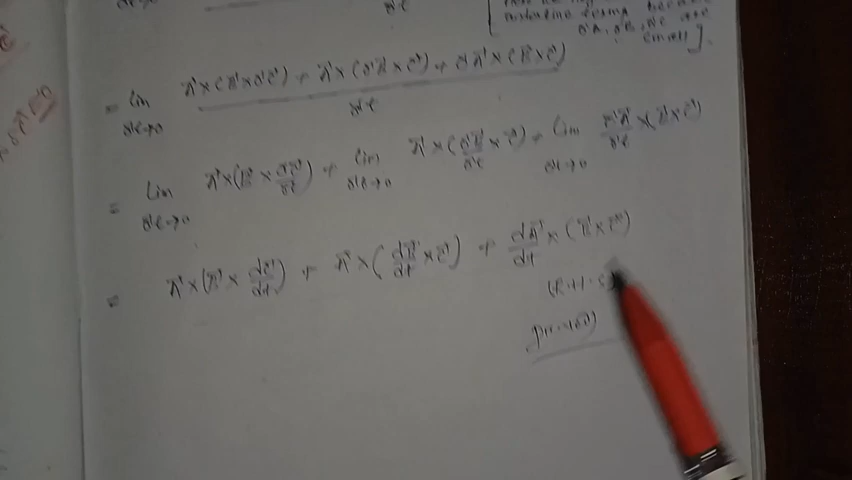 = lim δt→0 A⃗×(B⃗×δC⃗) + A⃗×(δB⃗×C⃗) + δA⃗×(B⃗×C⃗) / δt
= lim δt→0 A⃗×(B⃗×δC⃗/δt) + lim δt→0 A⃗×(δB⃗/δt×C⃗) + lim δt→0 δA⃗/δt×(B⃗×C⃗)
= A⃗×(B⃗×dC⃗/dt) + A⃗×(dB⃗/dt×C⃗) + dA⃗/dt×(B⃗×C⃗)
(R.H.S
proved)